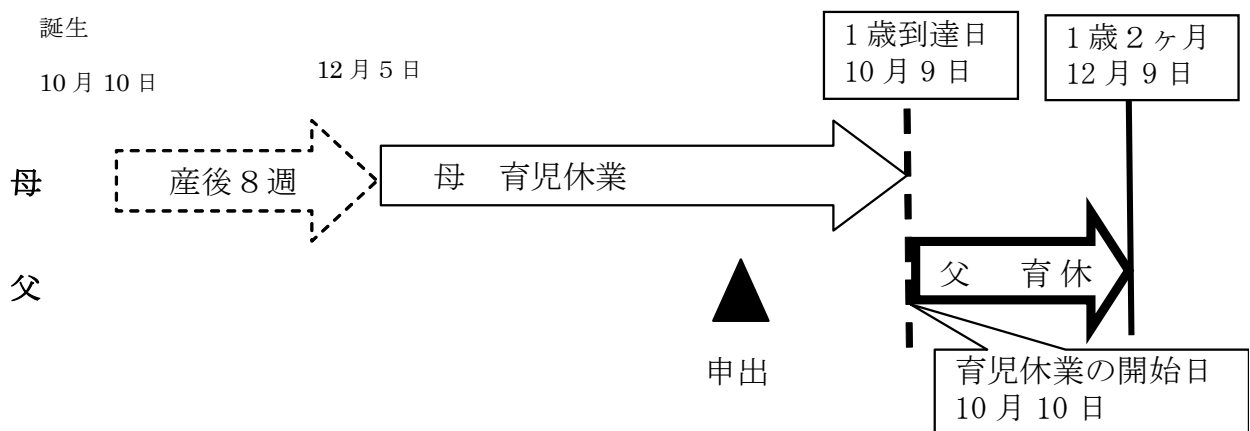 誕生
10月10日
12月5日
1歳到達日
10月9日
1歳2ヶ月
12月9日
母
産後8週
母 育児休業
父
父 育休
申出
育児休業の開始日
10月10日